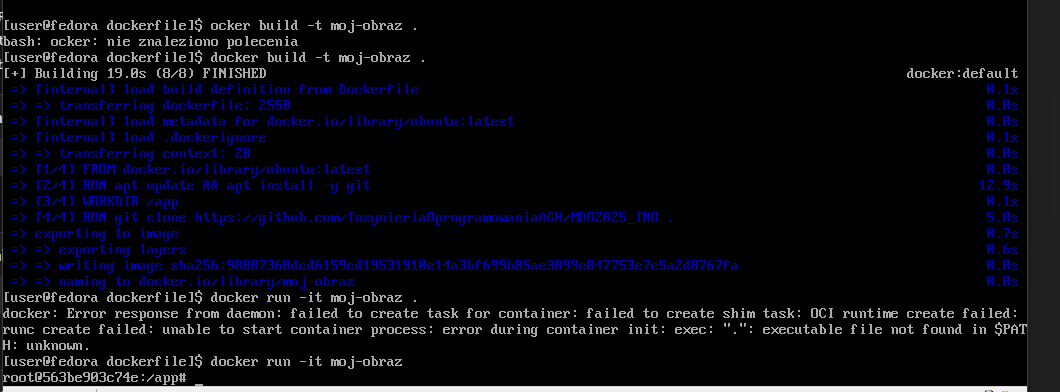 [user@fedora dockerfile]$ ocker build -t moj-obraz .
bash: ocker: nie znaleziono polecenia
[user@fedora dockerfile]$ docker build -t moj-obraz .
[+] Building 19.0s (8/8) FINISHED docker:default
=> [internal] load build definition from Dockerfile 0.1s
=> => transferring dockerfile: 255B 0.0s
=> [internal] load metadata for docker.io/library/ubuntu:latest 0.0s
=> [internal] load .dockerignore 0.1s
=> => transferring context: 2B 0.0s
=> [1/4] FROM docker.io/library/ubuntu:latest 0.0s
=> [2/4] RUN apt update && apt install -y git 12.9s
=> [3/4] WORKDIR /app 0.1s
=> [4/4] RUN git clone https://github.com/InzynieriaOprogramowaniaAGH/MDO2025_INO . 5.0s
=> exporting to image 0.7s
=> => exporting layers 0.6s
=> => writing image 0.0s
=> => naming to docker.io/library/moj-obraz 0.0s
[user@fedora dockerfile]$ docker run -it moj-obraz .
docker: Error response from daemon: failed to create task for container: failed to create shim task: OCI runtime create failed:
runc create failed: unable to start container process: error during container init: exec: ".": executable file not found in $PAT
H: unknown.
[user@fedora dockerfile]$ docker run -it moj-obraz
root@563be903c74e:/app# _